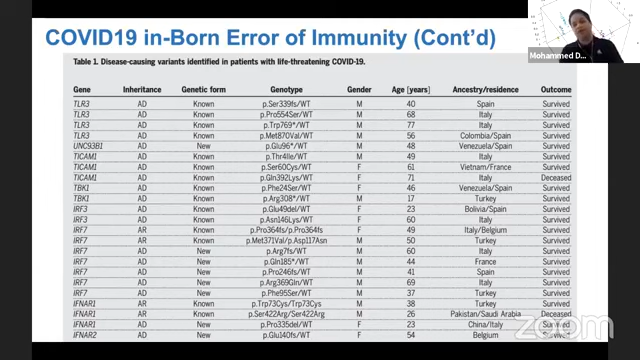 COVID19 in-Born Error of Immunity (Cont'd)
Mohammed D...
Table 1. Disease-causing variants identified in patients with life-threatening COVID-19.
Gene Inheritance Genetic form Genotype Gender Age [years] Ancestry/residence Outcome
TLR3 AD Known p.Ser339fs/WT M 40 Spain Survived
TLR3 AD Known p.Pro554Ser/WT M 68 Italy Survived
TLR3 AD Known p.Trp769*/WT M 77 Italy Survived
TLR3 AD Known p.Met870Val/WT M 56 Colombia/Spain Survived
UNC93B1 AD New p.Glu96*/WT M 48 Venezuela/Spain Survived
TICAM1 AD Known p.Thr4Ile/WT M 49 Italy Survived
TICAM1 AD Known p.Ser60Cys/WT F 61 Vietnam/France Survived
TICAM1 AD Known p.Gln392Lys/WT F 71 Italy Deceased
TBK1 AD Known p.Phe24Ser/WT F 46 Venezuela/Spain Survived
TBK1 AD Known p.Arg308*/WT M 17 Turkey Survived
IRF3 AD Known p.Glu49del/WT F 23 Bolivia/Spain Survived
IRF3 AD Known p.Asn146Lys/WT F 60 Italy Survived
IRF7 AR Known p.Pro364fs/p.Pro364fs F 49 Italy/Belgium Survived
IRF7 AR Known p.Met371Val/p.Asp117Asn M 50 Turkey Survived
IRF7 AD New p.Arg7fs/WT M 60 Italy Survived
IRF7 AD New p.Gln185*/WT M 44 France Survived
IRF7 AD New p.Pro246fs/WT M 41 Spain Survived
IRF7 AD New p.Arg369Gln/WT M 69 Italy Survived
IRF7 AD New p.Phe95Ser/WT M 37 Turkey Survived
IFNAR1 AR Known p.Trp73Cys/Trp73Cys M 38 Turkey Survived
IFNAR1 AR New p.Ser422Arg/Ser422Arg M 26 Pakistan/Saudi Arabia Deceased
IFNAR1 AD New p.Pro335del/WT F 23 China/Italy Survived
IFNAR2 AD New p.Glu140fs/WT F 54 Belgium Survived
zoom